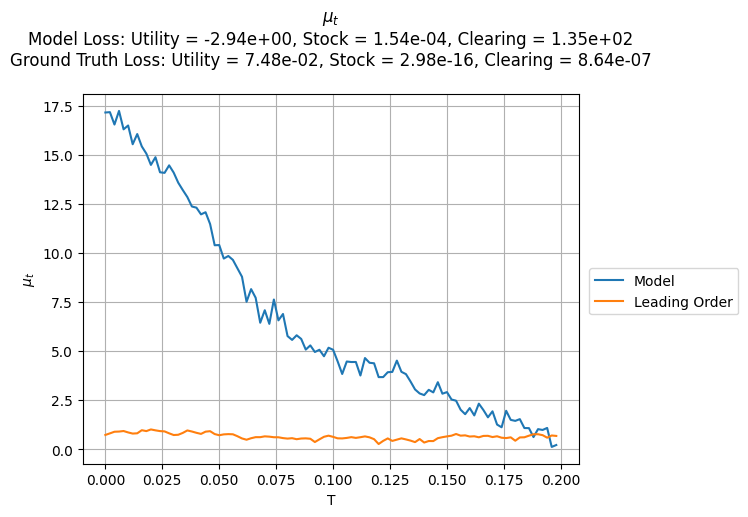 μt
Model Loss: Utility = -2.94e+00, Stock = 1.54e-04, Clearing = 1.35e+02
Ground Truth Loss: Utility = 7.48e-02, Stock = 2.98e-16, Clearing = 8.64e-07
17.5
15.0
12.5
10.0
7.5
5.0
2.5
0.0
μt
Model
Leading Order
0.000 0.025 0.050 0.075 0.100 0.125 0.150 0.175 0.200
T